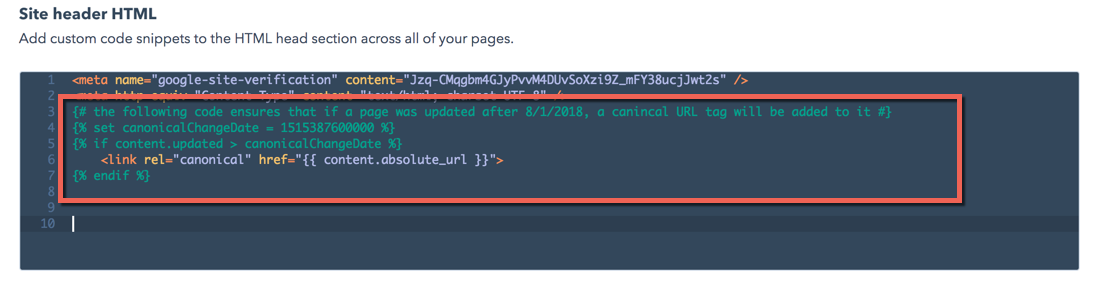 Site header HTML
Add custom code snippets to the HTML head section across all of your pages.
1 <meta name="google-site-verification" content="Jzq-CMqgbm4GJyPvvM4DUvSoXzi9Z_mFY38ucjJwt2s" />
2 <meta http-equiv="Content-Type" content="text/html; charset=UTF-8" />
3 {# the following code ensures that if a page was updated after 8/1/2018, a canincal URL tag will be added to it #}
4 {% set canonicalChangeDate = 1515387600000 %}
5 {% if content.updated > canonicalChangeDate %}
6 <link rel="canonical" href="{{ content.absolute_url }}">
7 {% endif %}
8
9
10